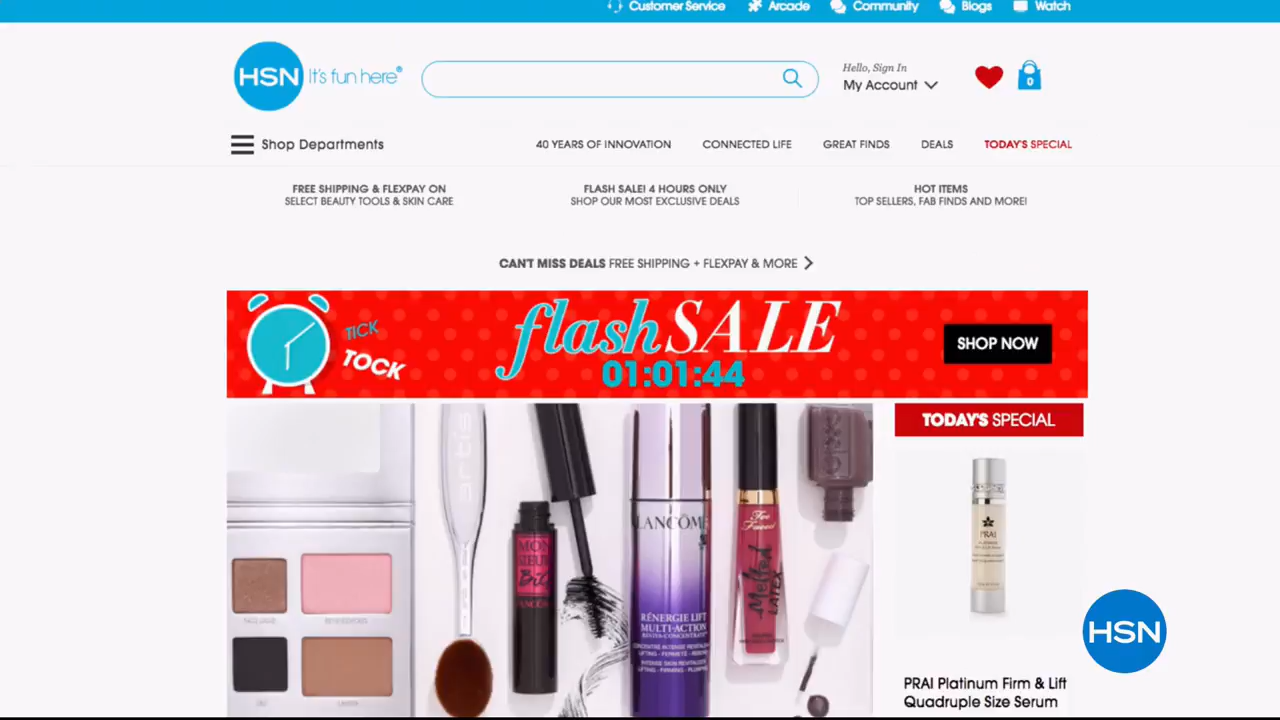 Customer Service Arcade Community Blogs Watch
HSN It's fun here®
Hello, Sign In
My Account
0
Shop Departments
40 YEARS OF INNOVATION CONNECTED LIFE GREAT FINDS DEALS TODAY'S SPECIAL
FREE SHIPPING & FLEXPAY ON
SELECT BEAUTY TOOLS & SKIN CARE
FLASH SALE! 4 HOURS ONLY
SHOP OUR MOST EXCLUSIVE DEALS
HOT ITEMS
TOP SELLERS, FAB FINDS AND MORE!
CAN'T MISS DEALS FREE SHIPPING + FLEXPAY & MORE
TICK
TOCK
flash SALE
01:01:44
SHOP NOW
TODAY'S SPECIAL
artis
LANCÔME
Too
Faced
Melted
LATEX
RÉNERGIE LIFT
MULTI-ACTION
PRAI
HSN
PRAI Platinum Firm & Lift
Quadruple Size Serum